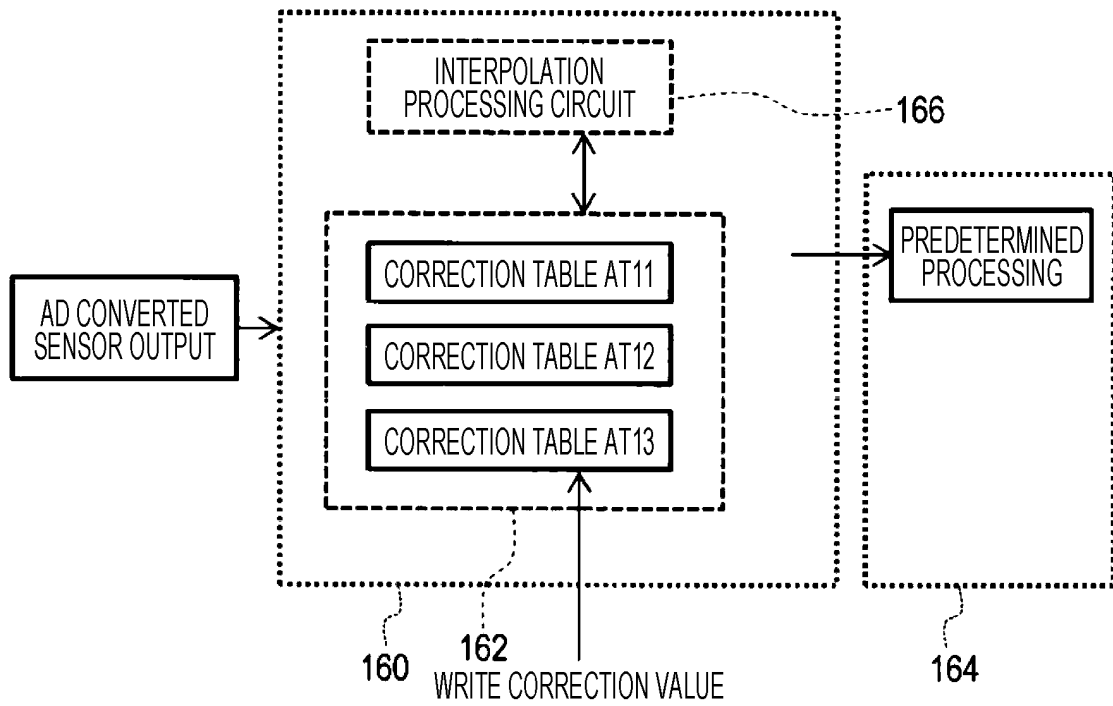 INTERPOLATION
PROCESSING CIRCUIT
166
CORRECTION TABLE AT11
CORRECTION TABLE AT12
CORRECTION TABLE AT13
AD CONVERTED
SENSOR OUTPUT
PREDETERMINED
PROCESSING
160
162
WRITE CORRECTION VALUE
164